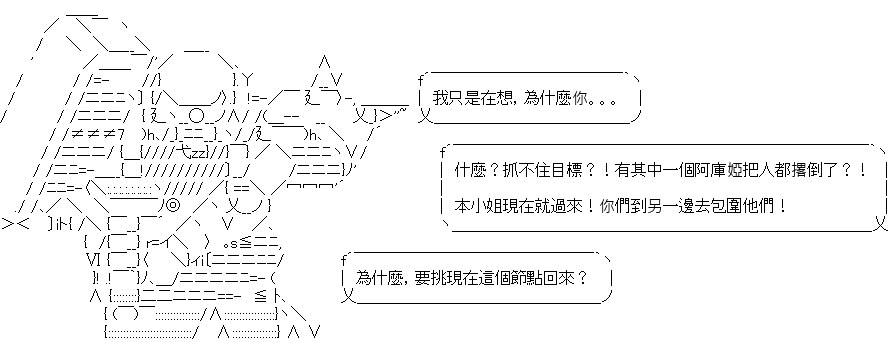 我只是在想,為什麼你。。。
什麼?抓不住目標?!有其中一個阿庫婭把人都撂倒了?!
本小姐現在就過來!你們到另一邊去包圍他們!
為什麼,要挑現在這個節點回來?